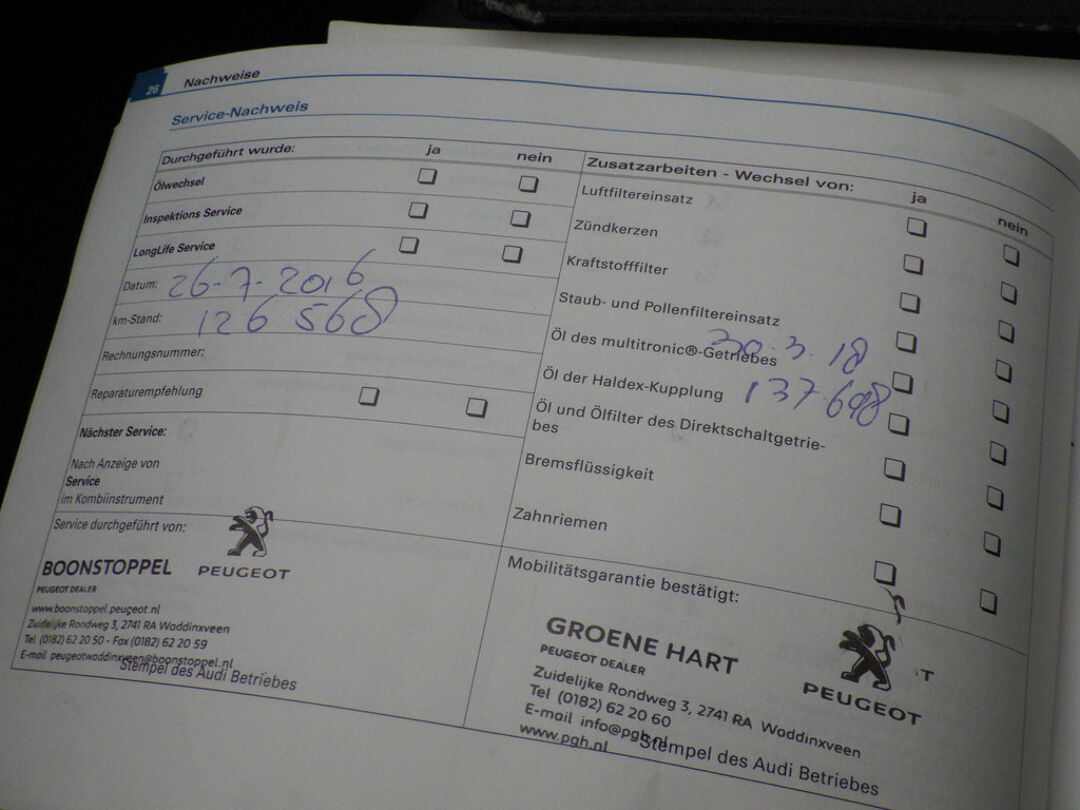 26 Nachweise
Service-Nachweis
Durchgeführt wurde: ja nein
Ölwechsel
Inspektions Service
LongLife Service
Datum: 26-7-2016
km-Stand: 126 568
Rechnungsnummer:
Reparaturempfehlung
Nächster Service:
Nach Anzeige von
Service
im Kombiinstrument
Service durchgeführt von:
BOONSTOPPEL PEUGEOT
PEUGEOT DEALER
www.boonstoppel.peugeot.nl
Zuidelijke Rondweg 3, 2741 RA Waddinxveen
Tel (0182) 62 20 50 - Fax (0182) 62 20 59
E-mail peugeotwaddinxveen@boonstoppel.nl
Stempel des Audi Betriebes
Zusatzarbeiten - Wechsel von: ja nein
Luftfiltereinsatz
Zündkerzen
Kraftstofffilter
Staub- und Pollenfiltereinsatz
Öl des multitronic®-Getriebes 30.3.18
Öl der Haldex-Kupplung 137698
Öl und Ölfilter des Direktschaltgetrie-
bes
Bremsflüssigkeit
Zahnriemen
Mobilitätsgarantie bestätigt:
GROENE HART
PEUGEOT DEALER
PEUGEOT
Zuidelijke Rondweg 3, 2741 RA Waddinxveen
Tel (0182) 62 20 60
E-mail info@pgh.nl
www.pgh.nl
Stempel des Audi Betriebes